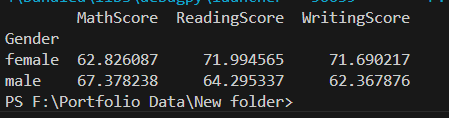 MathScore ReadingScore WritingScore
Gender
female 62.826087 71.994565 71.690217
male 67.378238 64.295337 62.367876
PS F:\Portfolio Data\New folder>